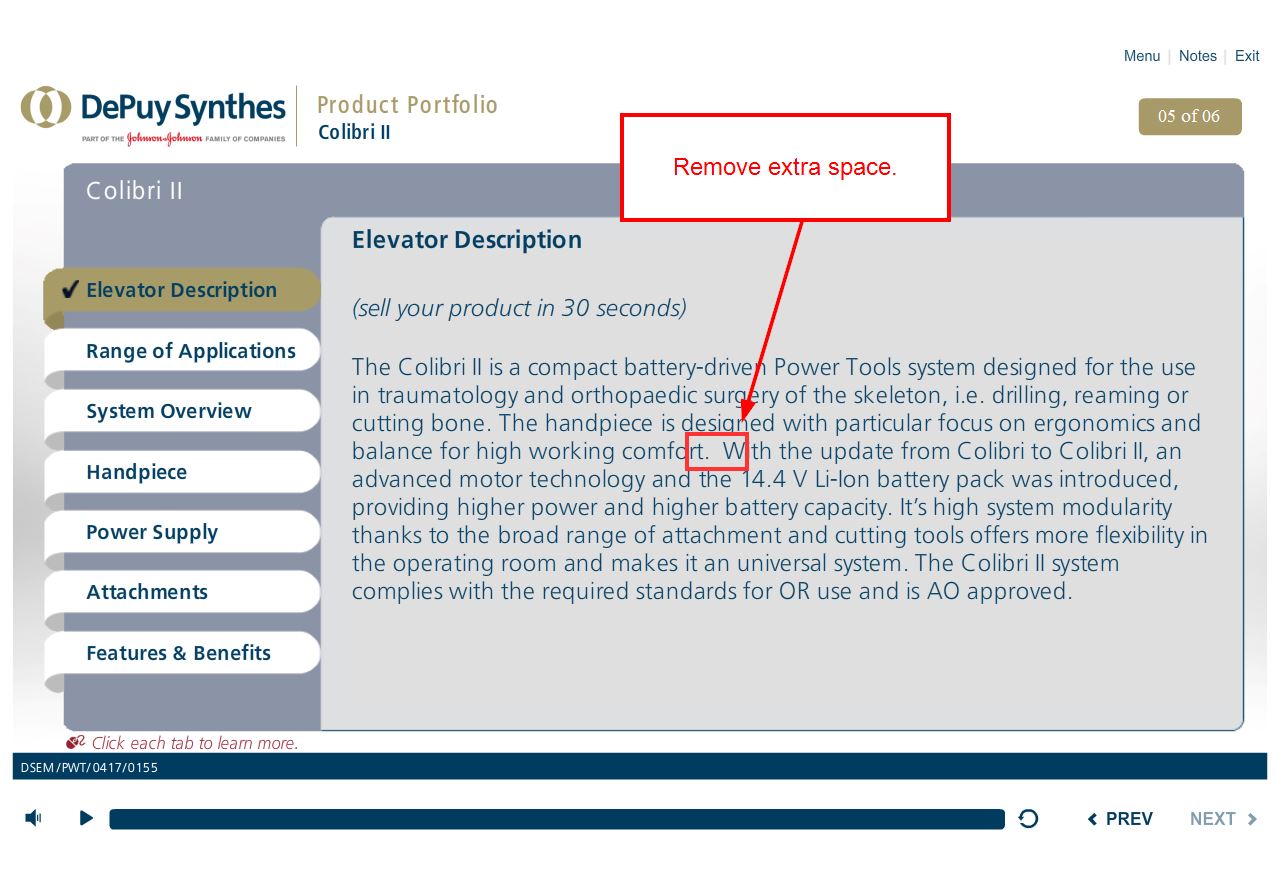 Menu | Notes | Exit
DePuy Synthes
PART OF THE Johnson & Johnson FAMILY OF COMPANIES
Product Portfolio
Colibri II
05 of 06
Remove extra space.
Colibri II
Elevator Description
Range of Applications
System Overview
Handpiece
Power Supply
Attachments
Features & Benefits
Elevator Description
(sell your product in 30 seconds)
The Colibri II is a compact battery-driven Power Tools system designed for the use
in traumatology and orthopaedic surgery of the skeleton, i.e. drilling, reaming or
cutting bone. The handpiece is designed with particular focus on ergonomics and
balance for high working comfort.  With the update from Colibri to Colibri II, an
advanced motor technology and the 14.4 V Li-Ion battery pack was introduced,
providing higher power and higher battery capacity. It’s high system modularity
thanks to the broad range of attachment and cutting tools offers more flexibility in
the operating room and makes it an universal system. The Colibri II system
complies with the required standards for OR use and is AO approved.
Click each tab to learn more.
DSEM/PWT/0417/0155
PREV
NEXT